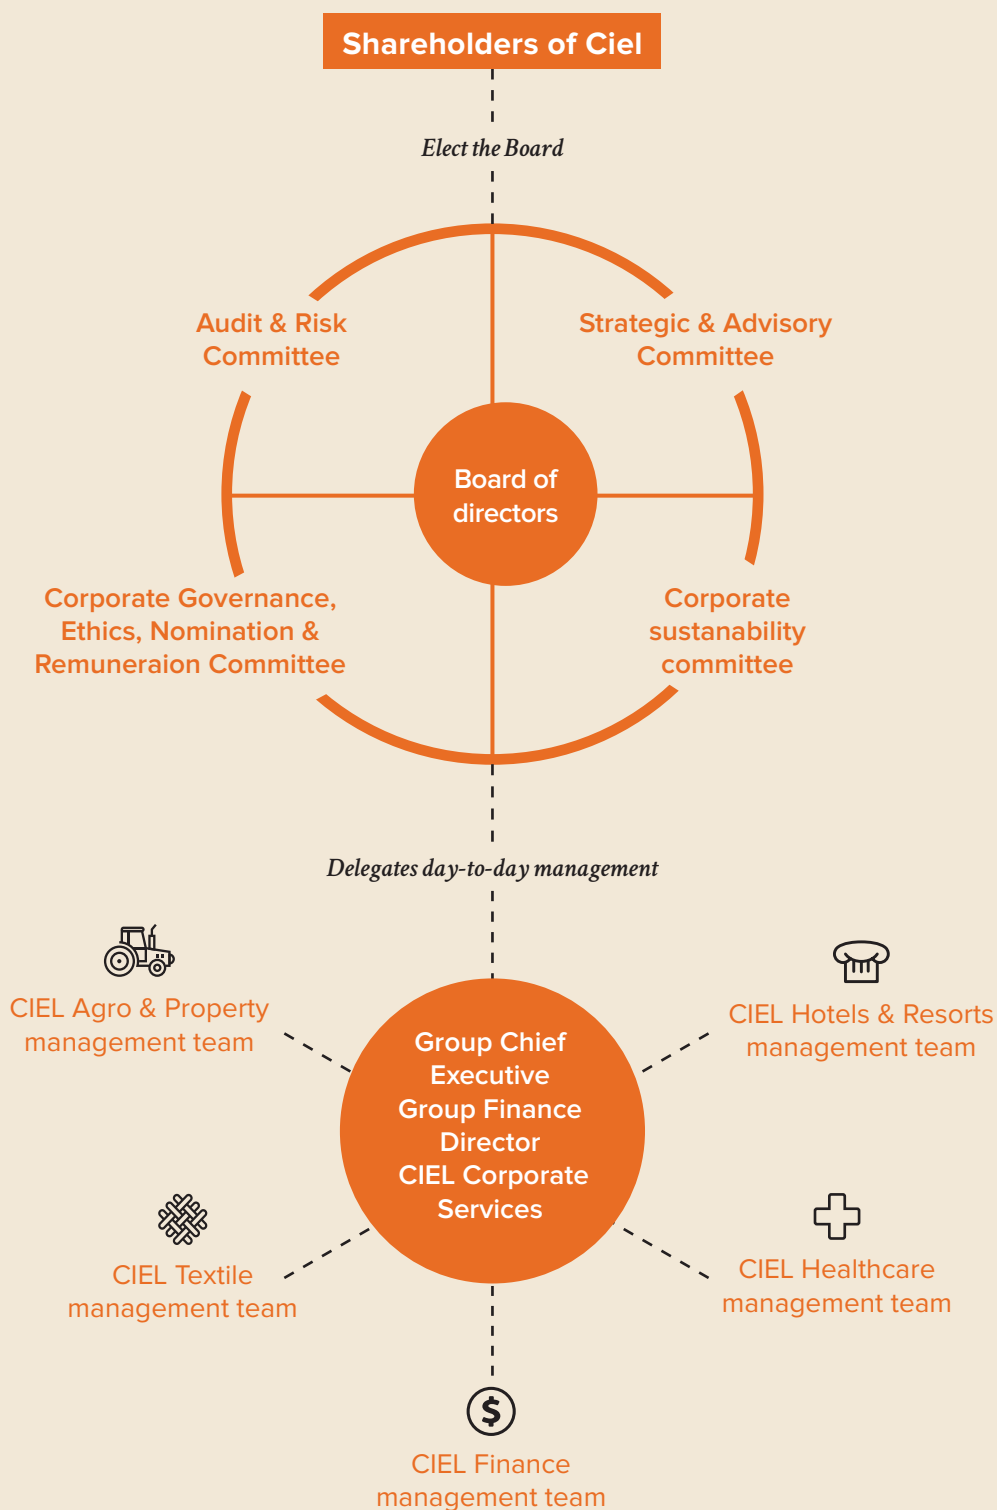 Shareholders of Ciel
Elect the Board
Audit & Risk
Committee
Strategic & Advisory
Committee
Board of
directors
Corporate Governance,
Ethics, Nomination &
Remuneraion Committee
Corporate
sustanability
committee
Delegates day-to-day management
CIEL Agro & Property
management team
CIEL Hotels & Resorts
management team
Group Chief
Executive
Group Finance
Director
CIEL Corporate
Services
CIEL Textile
management team
CIEL Healthcare
management team
$
CIEL Finance
management team